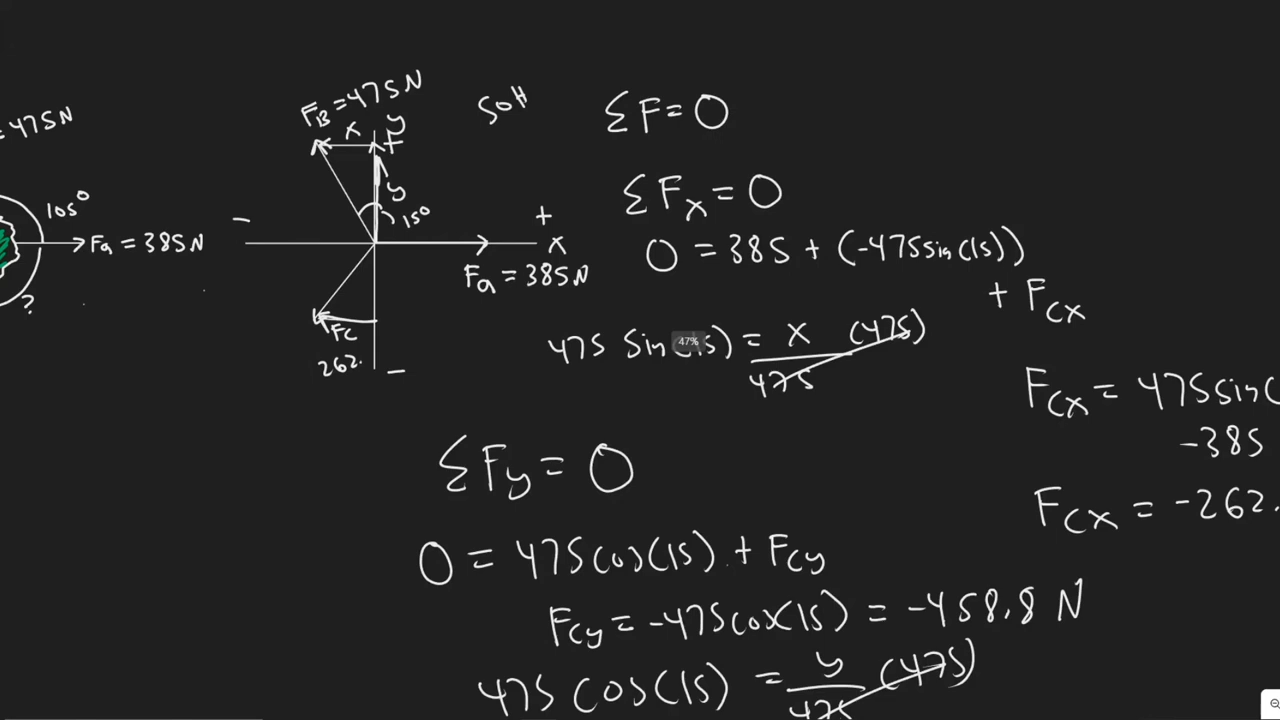 = 475N
105°
Fa = 385N
?
FB = 475N
x
y
+
y
15°
SOH
-
+
x
Fa = 385N
FC
262.
-
ΣF = 0
ΣFx = 0
0 = 385 + (-475sin(15))
+ FCx
475 Sin(15) = x/475 (475)
47%
FCx = 475sin(
-385
FCx = -262.
ΣFy = 0
0 = 475cos(15) + FCy
FCy = -475cos(15) = -458.8 N
475 cos(15) = y/475 (475)